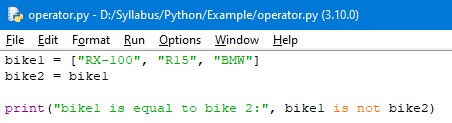 operator.py - D:/Syllabus/Python/Example/operator.py (3.10.0)
File Edit Format Run Options Window Help
bike1 = ["RX-100", "R15", "BMW"]
bike2 = bike1
print("bike1 is equal to bike 2:", bike1 is not bike2)